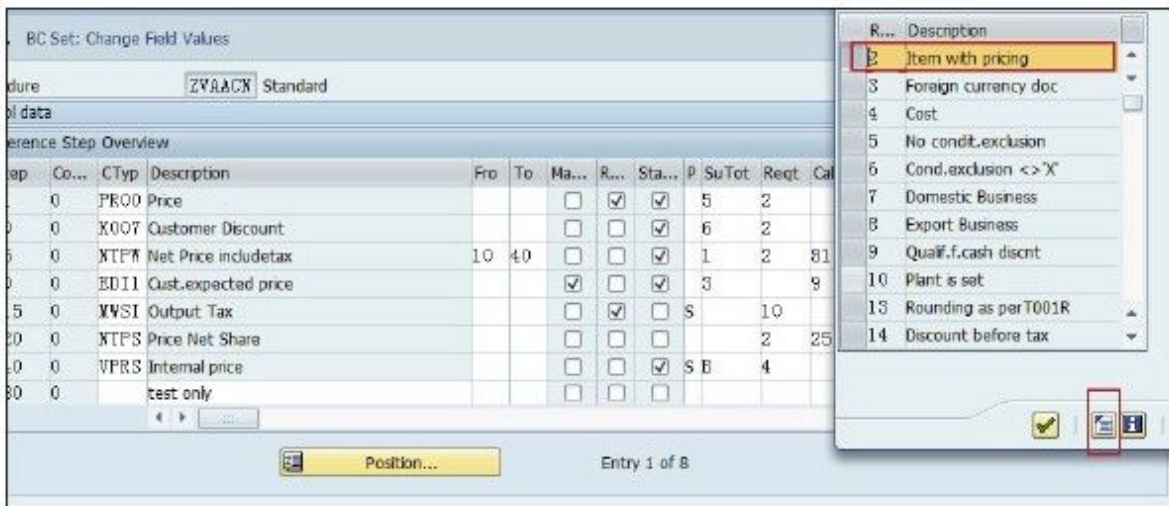 BC Set: Change Field Values
dure ZVAACN Standard
ol data
erence Step Overview
ep Co... CTyp Description Fro To Ma... R... Sta... P SuTot Reqt Cal
0 PR00 Price 5 2
0 K007 Customer Discount 6 2
0 NTPW Net Price includetax 10 40 1 2 81
0 EDI1 Cust.expected price 3 9
5 0 MWSI Output Tax S 10
20 0 NTPS Price Net Share 2 25
.0 0 VPRS Internal price S B 4
30 0 test only
Position... Entry 1 of 8
R... Description
2 Item with pricing
3 Foreign currency doc
4 Cost
5 No condit.exclusion
6 Cond.exclusion <>'X'
7 Domestic Business
8 Export Business
9 Qualif.f.cash discnt
10 Plant is set
13 Rounding as perT001R
14 Discount before tax